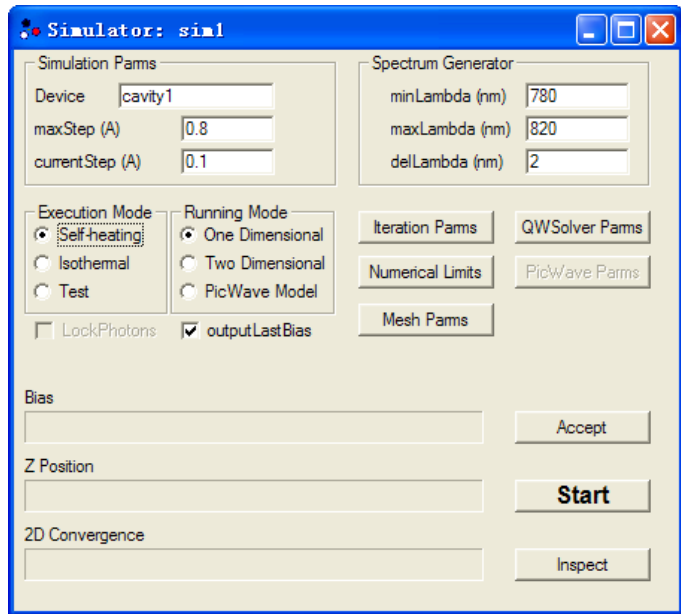 Simulator: sim1
Simulation Parms
Device cavity1
maxStep (A) 0.8
currentStep (A) 0.1
Spectrum Generator
minLambda (nm) 780
maxLambda (nm) 820
delLambda (nm) 2
Execution Mode
Self-heating
Isothermal
Test
Running Mode
One Dimensional
Two Dimensional
PicWave Model
Iteration Parms QWSolver Parms
Numerical Limits PicWave Parms
Mesh Parms
LockPhotons outputLastBias
Bias
Accept
Z Position
Start
2D Convergence
Inspect